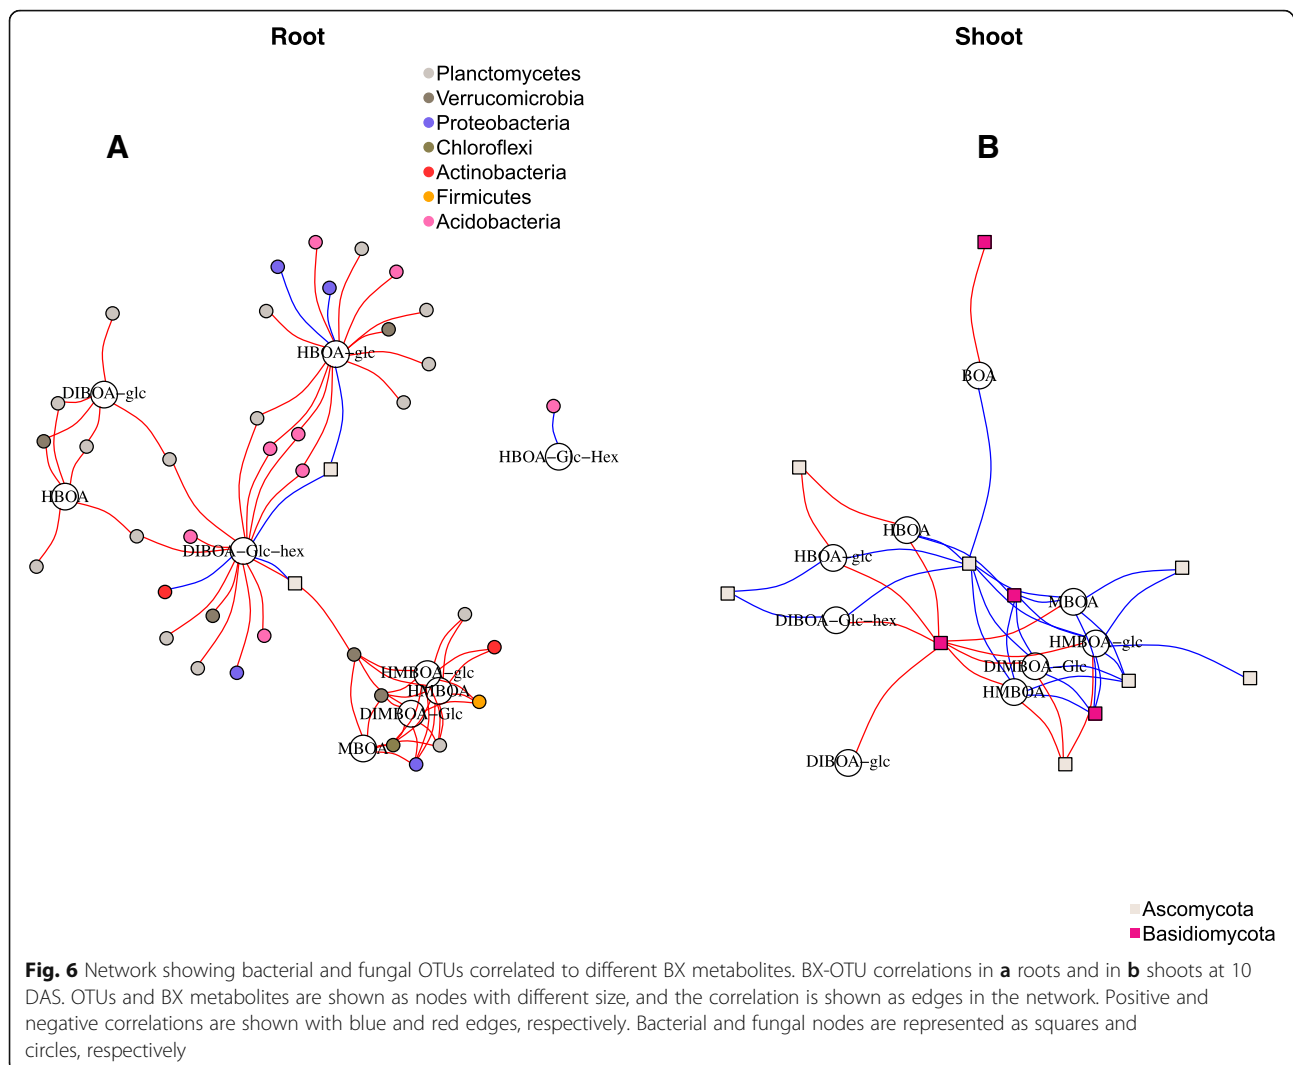 Root
Shoot
Planctomycetes
Verrucomicrobia
Proteobacteria
Chloroflexi
Actinobacteria
Firmicutes
Acidobacteria
A
B
HBOA−glc
DIBOA−glc
HBOA
HBOA−Glc−Hex
DIBOA−Glc−hex
HMBOA−glc
HMBOA
DIMBOA−Glc
MBOA
BOA
HBOA
HBOA−glc
MBOA
DIBOA−Glc−hex
HMBOA−glc
DIMBOA−Glc
HMBOA
DIBOA−glc
Ascomycota
Basidiomycota
Fig. 6 Network showing bacterial and fungal OTUs correlated to different BX metabolites. BX-OTU correlations in a roots and in b shoots at 10
DAS. OTUs and BX metabolites are shown as nodes with different size, and the correlation is shown as edges in the network. Positive and
negative correlations are shown with blue and red edges, respectively. Bacterial and fungal nodes are represented as squares and
circles, respectively